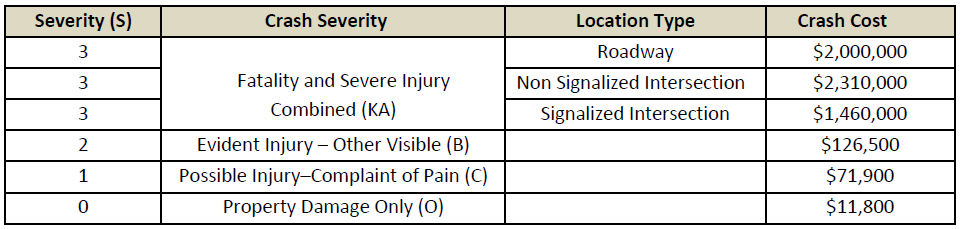 Severity (S) Crash Severity Location Type Crash Cost
3 Roadway $2,000,000
3 Fatality and Severe Injury Non Signalized Intersection $2,310,000
Combined (KA)
3 Signalized Intersection $1,460,000
2 Evident Injury – Other Visible (B) $126,500
1 Possible Injury–Complaint of Pain (C) $71,900
0 Property Damage Only (O) $11,800